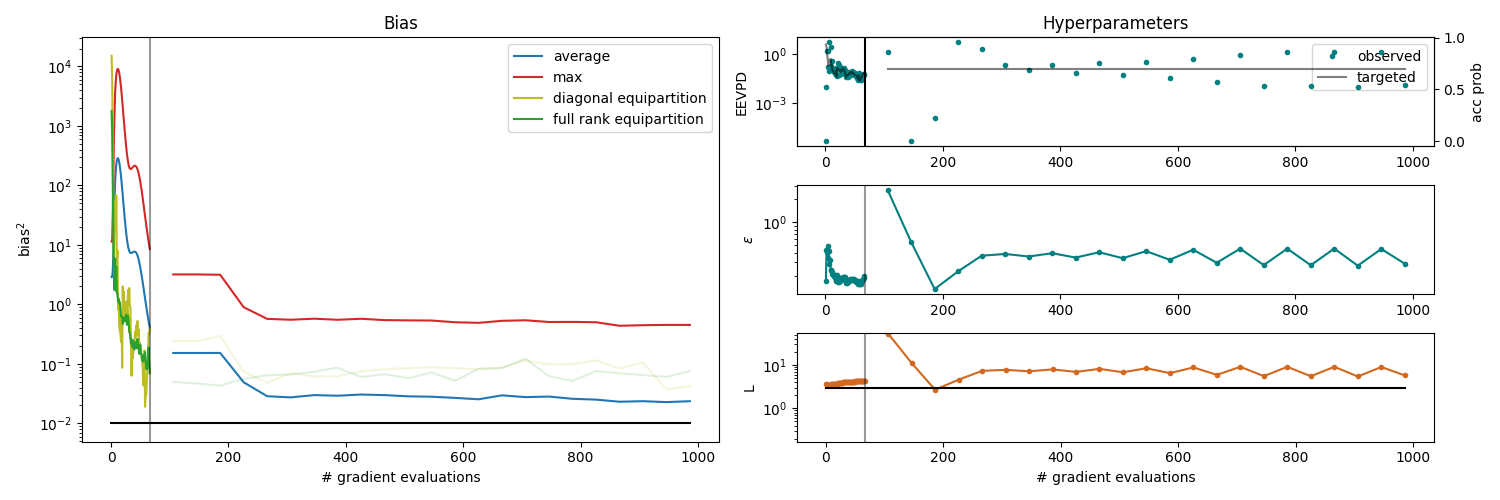 Bias
bias²
10⁴
10³
10²
10¹
10⁰
10⁻¹
10⁻²
average
max
diagonal equipartition
full rank equipartition
0 200 400 600 800 1000
# gradient evaluations
Hyperparameters
EEVPD
10⁰
10⁻³
observed
targeted
1.0
0.5
0.0
acc prob
0 200 400 600 800 1000
ε
10⁰
0 200 400 600 800 1000
L
10¹
10⁰
0 200 400 600 800 1000
# gradient evaluations